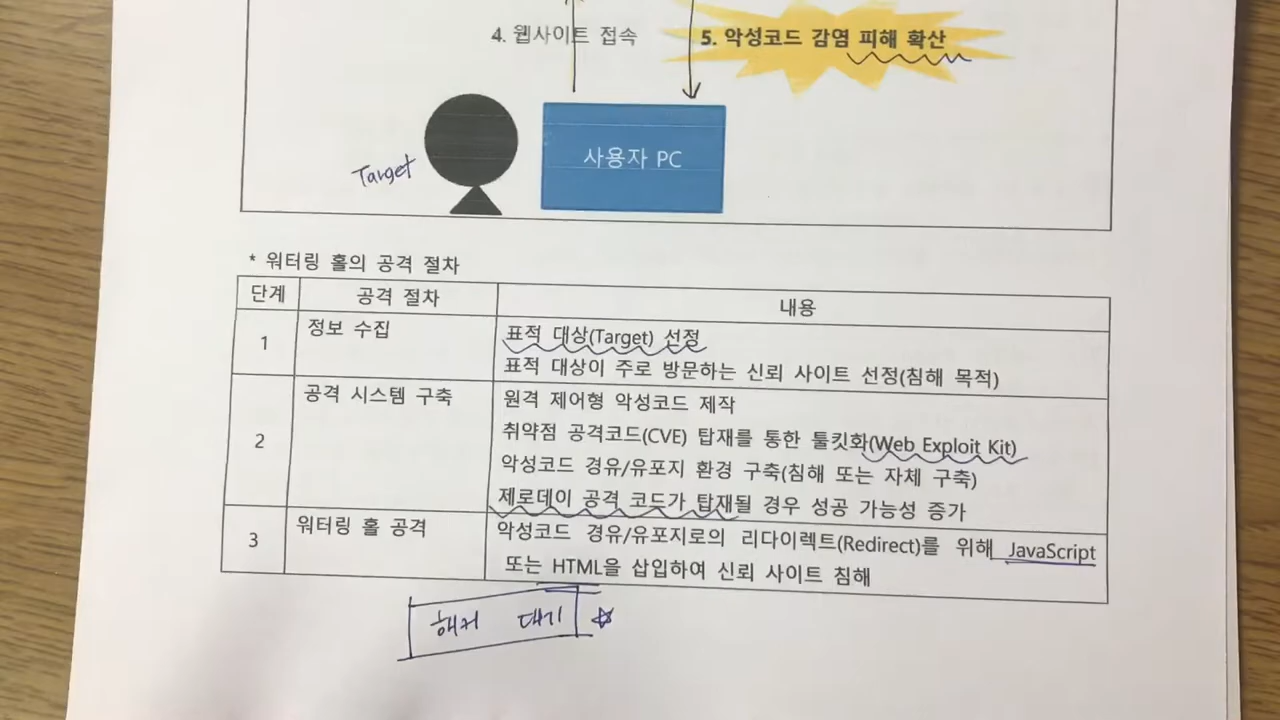 4. 웹사이트 접속
5. 악성코드 감염 피해 확산
사용자 PC
Target
* 워터링 홀의 공격 절차
단계 공격 절차 내용
1 정보 수집 표적 대상(Target) 선정
표적 대상이 주로 방문하는 신뢰 사이트 선정(침해 목적)
2 공격 시스템 구축 원격 제어형 악성코드 제작
취약점 공격코드(CVE) 탑재를 통한 툴킷화(Web Exploit Kit)
악성코드 경유/유포지 환경 구축(침해 또는 자체 구축)
제로데이 공격 코드가 탑재될 경우 성공 가능성 증가
3 워터링 홀 공격 악성코드 경유/유포지로의 리다이렉트(Redirect)를 위해 JavaScript
또는 HTML을 삽입하여 신뢰 사이트 침해
해커 대기